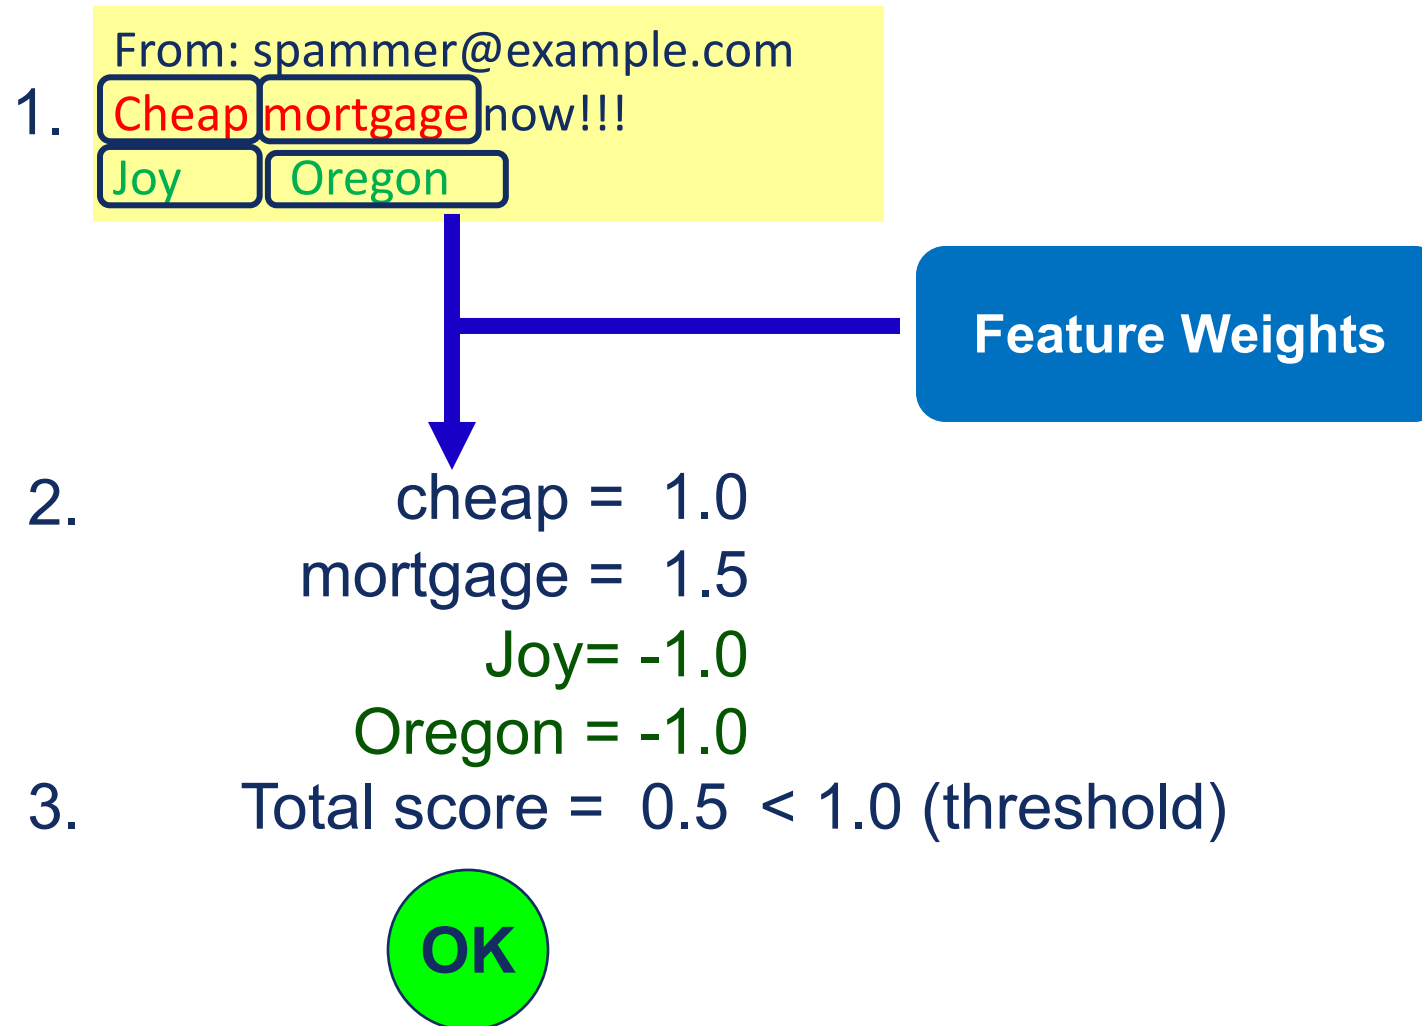 From: spammer@example.com
1. Cheap mortgage now!!!
Joy Oregon
Feature Weights
2. cheap = 1.0
mortgage = 1.5
Joy= -1.0
Oregon = -1.0
3. Total score = 0.5 < 1.0 (threshold)
OK